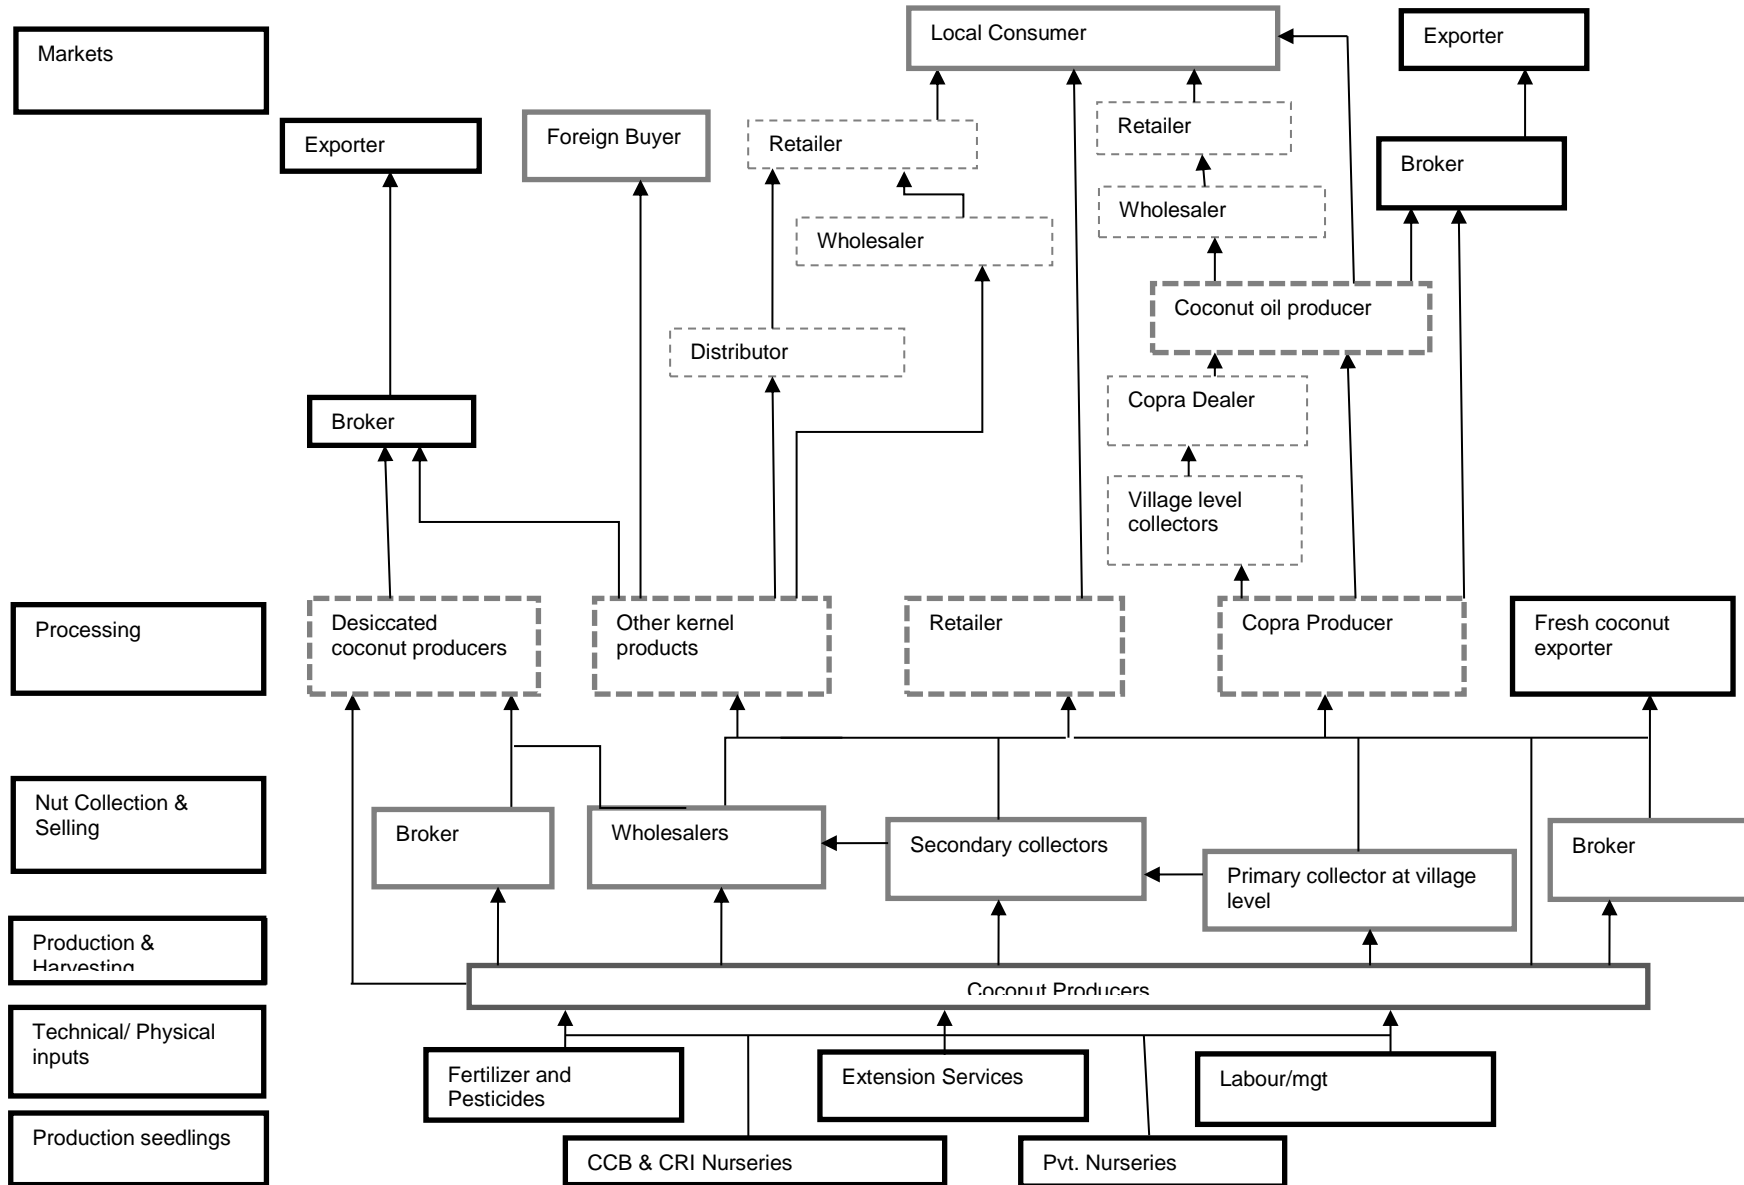 Local Consumer
Exporter
Markets
Exporter
Foreign Buyer
Retailer
Retailer
Broker
Wholesaler
Wholesaler
Coconut oil producer
Distributor
Copra Dealer
Broker
Village level
collectors
Processing
Desiccated
coconut producers
Other kernel
products
Retailer
Copra Producer
Fresh coconut
exporter
Nut Collection &
Selling
Broker
Wholesalers
Secondary collectors
Broker
Primary collector at village
level
Production &
Harvesting
Coconut Producers
Technical/ Physical
inputs
Fertilizer and
Pesticides
Extension Services
Labour/mgt
Production seedlings
CCB & CRI Nurseries
Pvt. Nurseries